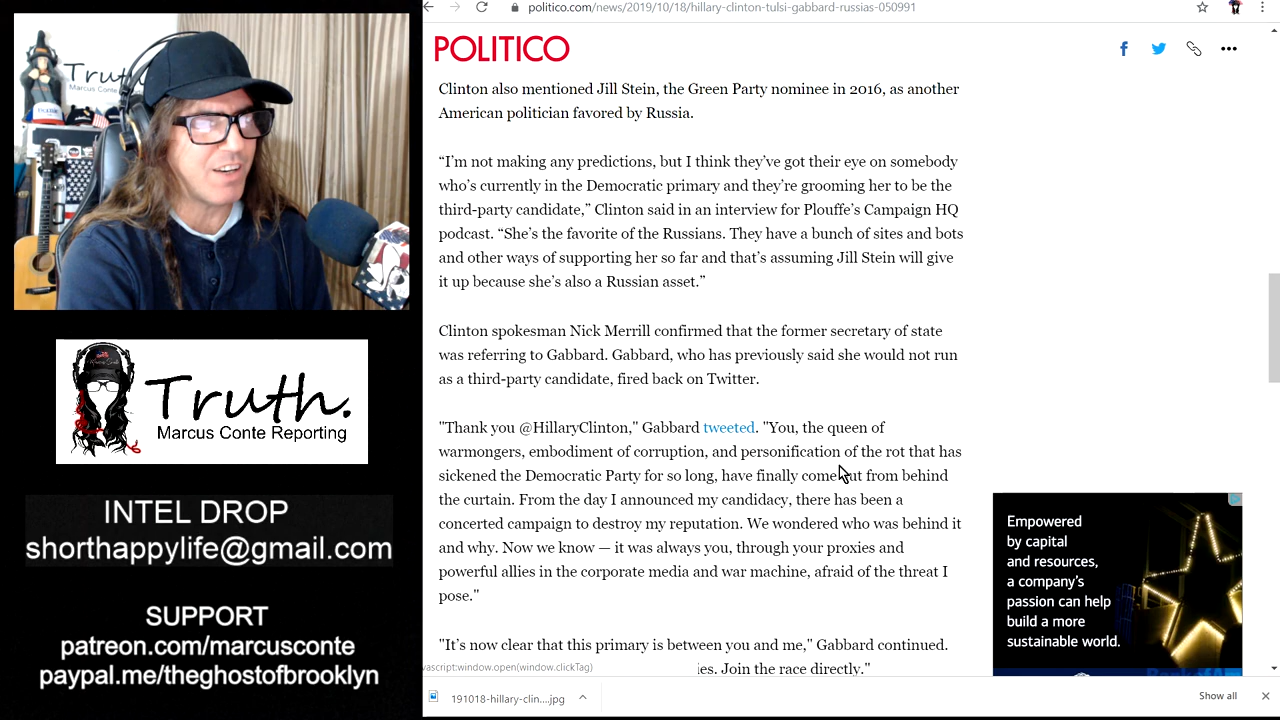 Truth.
Marcus Conte
Truth.
Marcus Conte Reporting
INTEL DROP
shorthappylife@gmail.com
SUPPORT
patreon.com/marcusconte
paypal.me/theghostofbrooklyn
politico.com/news/2019/10/18/hillary-clinton-tulsi-gabbard-russias-050991
POLITICO
Clinton also mentioned Jill Stein, the Green Party nominee in 2016, as another
American politician favored by Russia.
“I’m not making any predictions, but I think they’ve got their eye on somebody
who’s currently in the Democratic primary and they’re grooming her to be the
third-party candidate,” Clinton said in an interview for Plouffe’s Campaign HQ
podcast. “She’s the favorite of the Russians. They have a bunch of sites and bots
and other ways of supporting her so far and that’s assuming Jill Stein will give
it up because she’s also a Russian asset.”
Clinton spokesman Nick Merrill confirmed that the former secretary of state
was referring to Gabbard. Gabbard, who has previously said she would not run
as a third-party candidate, fired back on Twitter.
"Thank you @HillaryClinton," Gabbard tweeted. "You, the queen of
warmongers, embodiment of corruption, and personification of the rot that has
sickened the Democratic Party for so long, have finally come out from behind
the curtain. From the day I announced my candidacy, there has been a
concerted campaign to destroy my reputation. We wondered who was behind it
and why. Now we know — it was always you, through your proxies and
powerful allies in the corporate media and war machine, afraid of the threat I
pose."
"It’s now clear that this primary is between you and me," Gabbard continued.
ies. Join the race directly."
Empowered
by capital
and resources,
a company’s
passion can help
build a more
sustainable world.
vascript:window.open(window.clickTag)
191018-hillary-clin....jpg
Show all